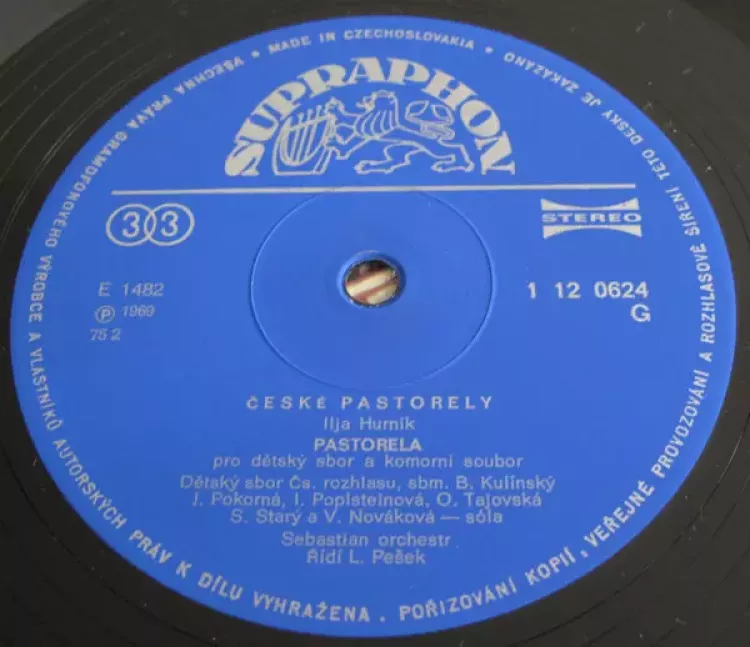 VŠECHNA PRÁVA GRAMOFONOVÉHO VÝROBCE A VLASTNÍKŮ AUTORSKÝCH PRÁV K DÍLU VYHRAŽENA . POŘIZOVÁNÍ KOPIÍ , VEŘEJNÉ PROVOZOVÁNÍ A ROZHLASOVÉ ŠÍŘENÍ TÉTO DESKY JE ZAKÁZÁNO
• MADE IN CZECHOSLOVAKIA •
SUPRAPHON
33
STEREO
E 1482
1 12 0624
Ⓟ 1969
G
75 2
ČESKÉ PASTORELY
Ilja Hurník
PASTORELA
pro dětský sbor a komorní soubor
Dětský sbor Čs. rozhlasu, sbm. B. Kulínský
J. Pokorná, I. Poplsteinová, O. Tajovská
S. Starý a V. Nováková — sóla
Sebastian orchestr
Řídí L. Pešek